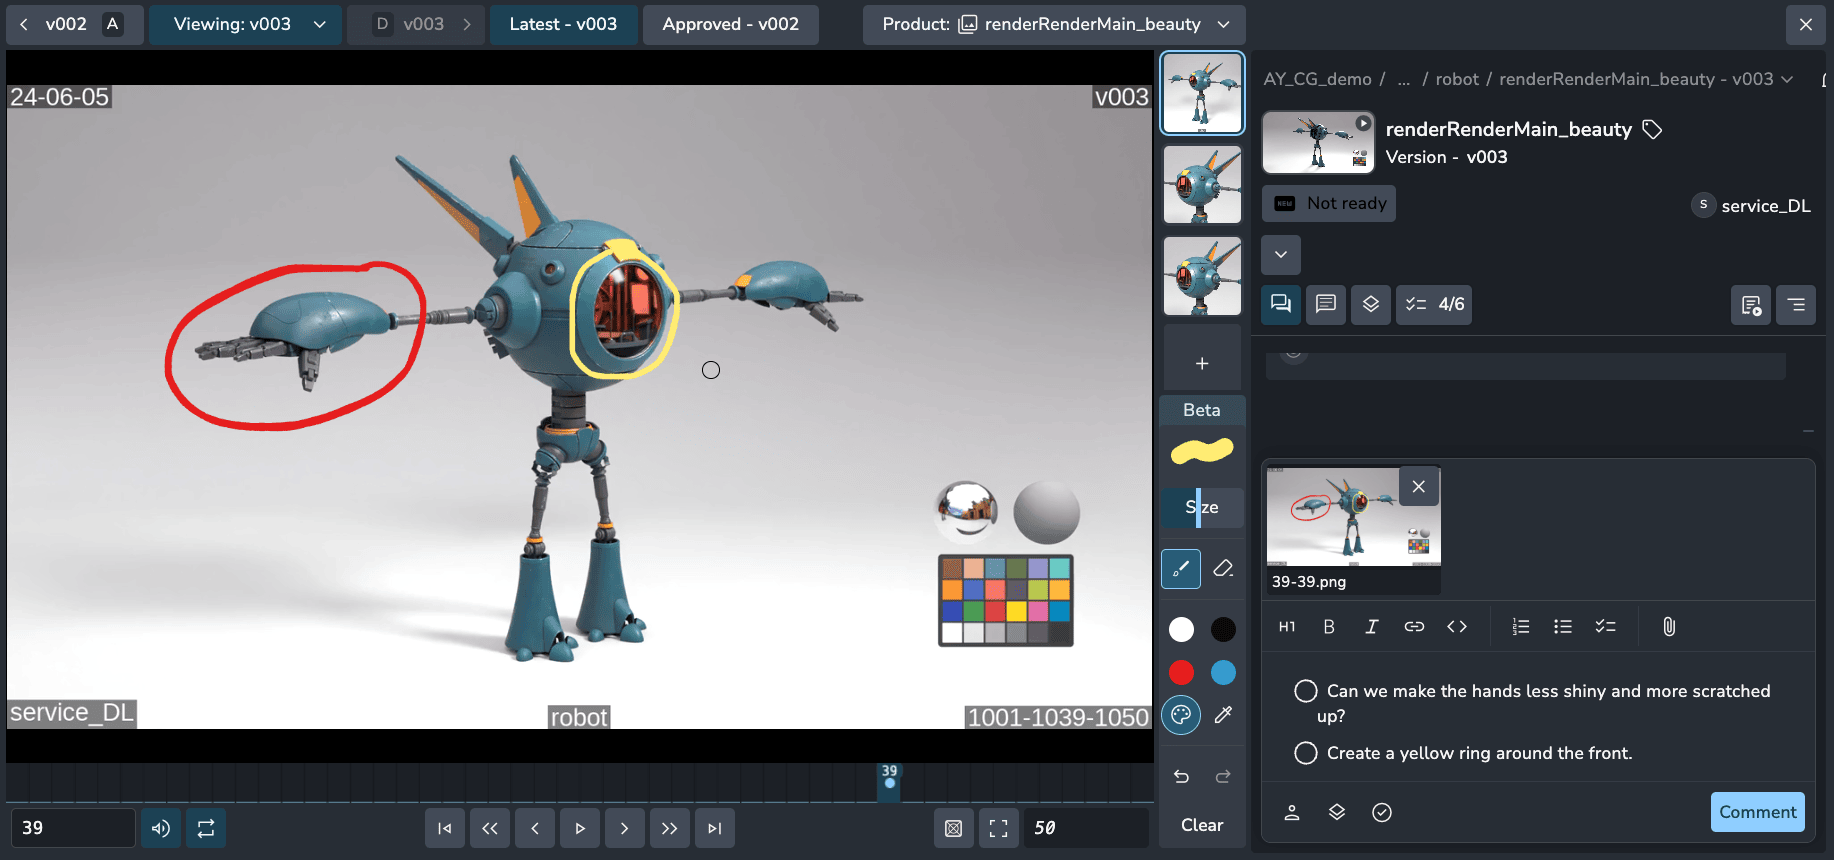 v002 A
Viewing: v003
D v003
Latest - v003
Approved - v002
Product: renderRenderMain_beauty
24-06-05
v003
service_DL
robot
1001-1039-1050
39
39
50
Beta
Size
Clear
AY_CG_demo / ... / robot / renderRenderMain_beauty - v003
renderRenderMain_beauty
Version - v003
NEW Not ready
S service_DL
4/6
39-39.png
H1 B I
Can we make the hands less shiny and more scratched
up?
Create a yellow ring around the front.
Comment